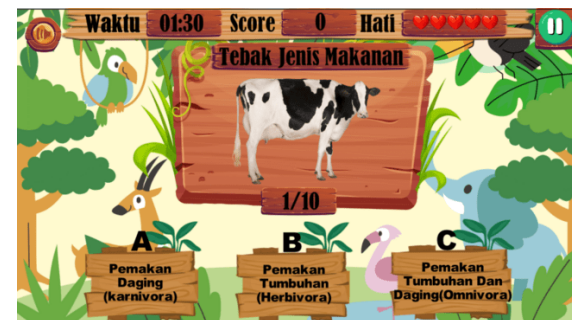 Waktu 01:30 Score 0 Hati
Tebak Jenis Makanan
1/10
A
Pemakan
Daging
(karnivora)
B
Pemakan
Tumbuhan
(Herbivora)
C
Pemakan
Tumbuhan Dan
Daging(Omnivora)